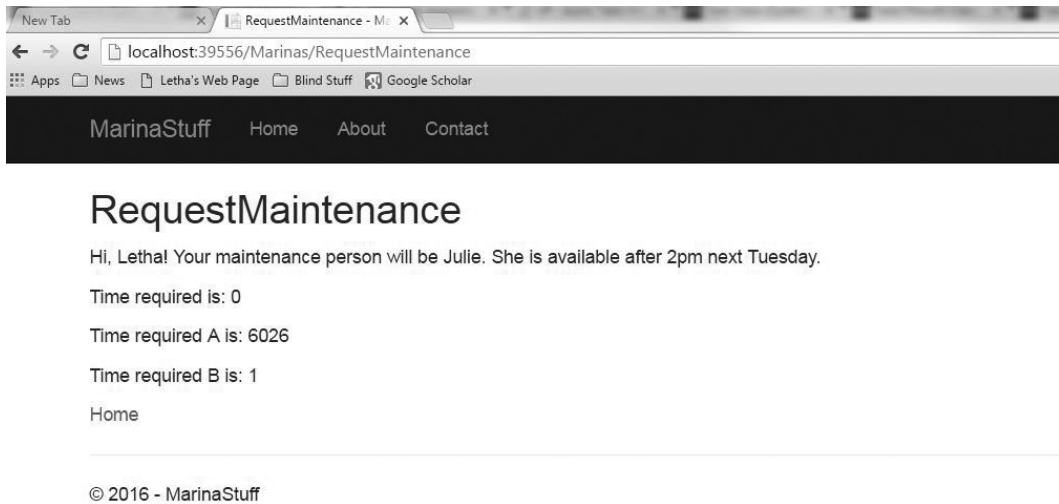 New Tab
RequestMaintenance - Ma
localhost:39556/Marinas/RequestMaintenance
Apps News Letha's Web Page Blind Stuff Google Scholar
MarinaStuff Home About Contact
RequestMaintenance
Hi, Letha! Your maintenance person will be Julie. She is available after 2pm next Tuesday.
Time required is: 0
Time required A is: 6026
Time required B is: 1
Home
© 2016 - MarinaStuff